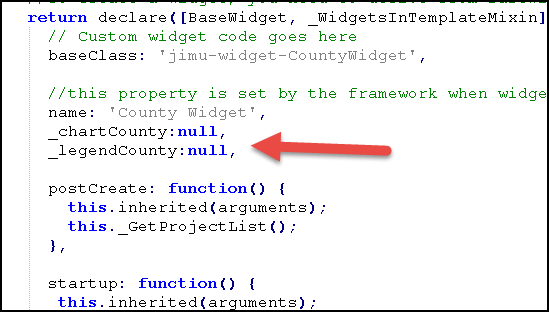 return declare([BaseWidget, _WidgetsInTemplateMixin]
// Custom widget code goes here
baseClass: 'jimu-widget-CountyWidget',
//this property is set by the framework when widge
name: 'County Widget',
_chartCounty:null,
_legendCounty:null,
postCreate: function() {
this.inherited(arguments);
this._GetProjectList();
},
startup: function() {
this.inherited(arguments);